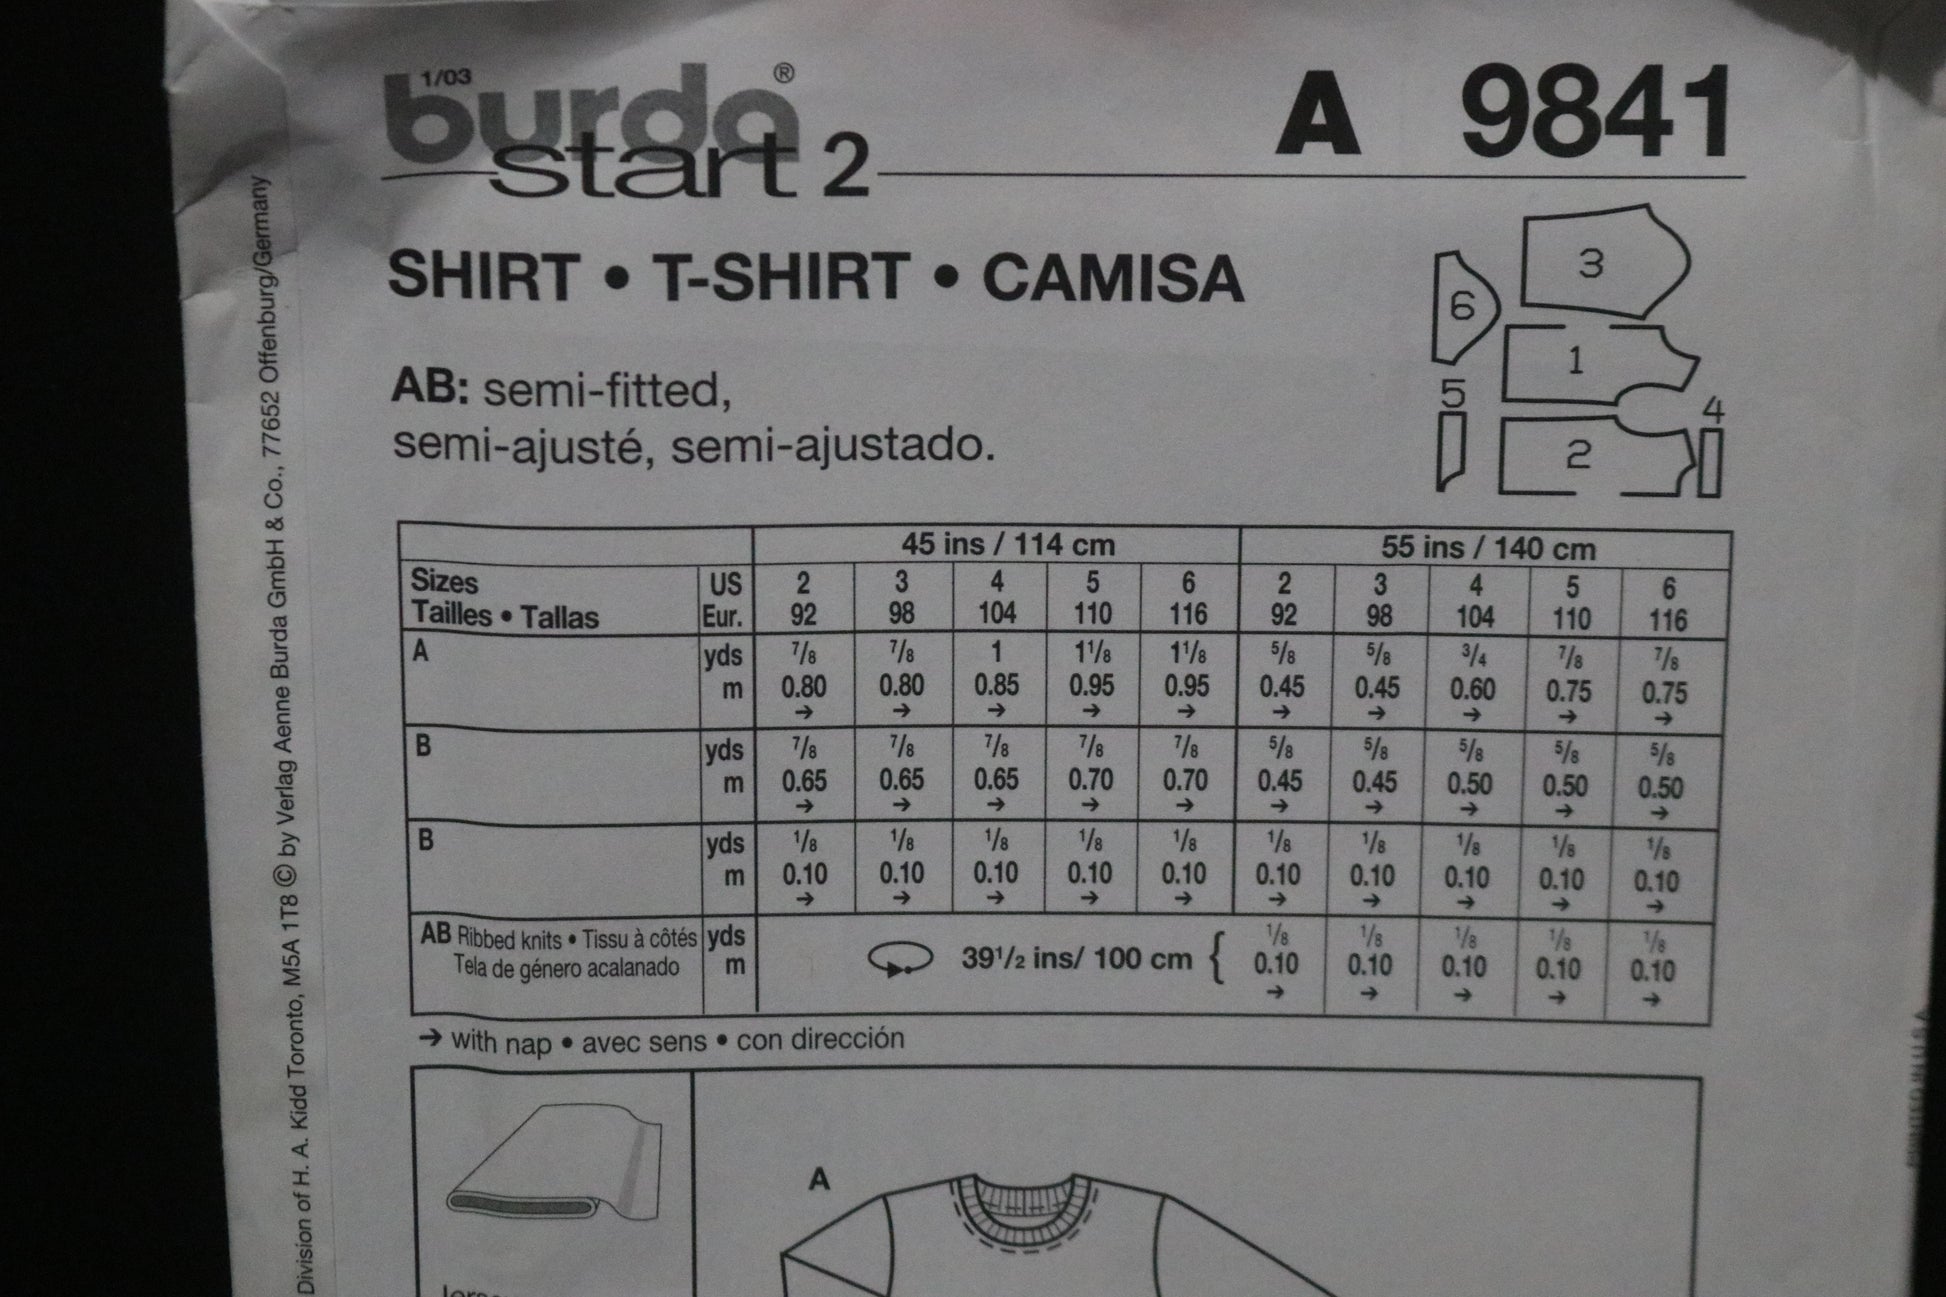 1/03
burda®
start 2
A 9841
SHIRT • T-SHIRT • CAMISA
AB: semi-fitted,
semi-ajusté, semi-ajustado.
3
6
1
5
4
2
45 ins / 114 cm 55 ins / 140 cm
Sizes US 2 3 4 5 6 2 3 4 5 6
Tailles • Tallas Eur. 92 98 104 110 116 92 98 104 110 116
A yds 7/8 7/8 1 1 1/8 1 1/8 5/8 5/8 3/4 7/8 7/8
m 0.80 0.80 0.85 0.95 0.95 0.45 0.45 0.60 0.75 0.75
→ → → → → → → → → →
B yds 7/8 7/8 7/8 7/8 7/8 5/8 5/8 5/8 5/8 5/8
m 0.65 0.65 0.65 0.70 0.70 0.45 0.45 0.50 0.50 0.50
→ → → → → → → → → →
B yds 1/8 1/8 1/8 1/8 1/8 1/8 1/8 1/8 1/8 1/8
m 0.10 0.10 0.10 0.10 0.10 0.10 0.10 0.10 0.10 0.10
→ → → → → → → → → →
AB Ribbed knits • Tissu à côtés yds 39 1/2 ins/ 100 cm { 1/8 1/8 1/8 1/8 1/8
Tela de género acalanado m 0.10 0.10 0.10 0.10 0.10
→ → → → →
→ with nap • avec sens • con dirección
A
Division of H. A. Kidd Toronto, M5A 1T8 © by Verlag Aenne Burda GmbH & Co., 77652 Offenburg/Germany